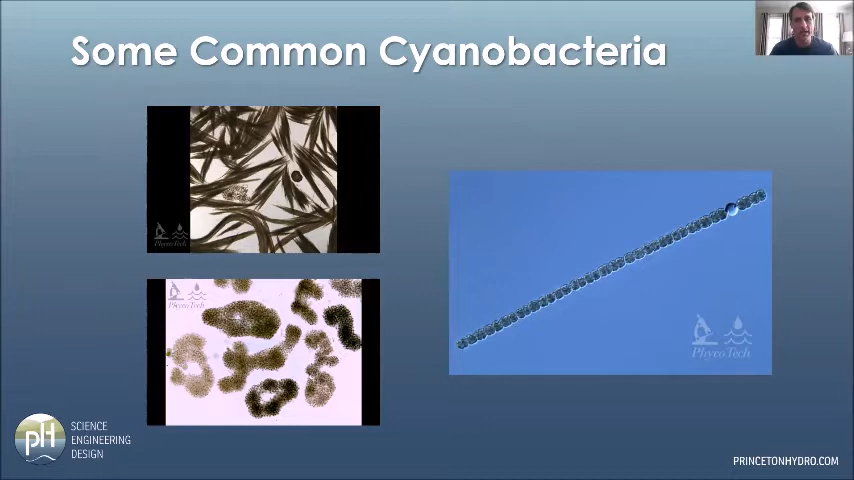 Some Common Cyanobacteria
PhycoTech
PhycoTech
PhycoTech
pH
SCIENCE
ENGINEERING
DESIGN
PRINCETONHYDRO.COM